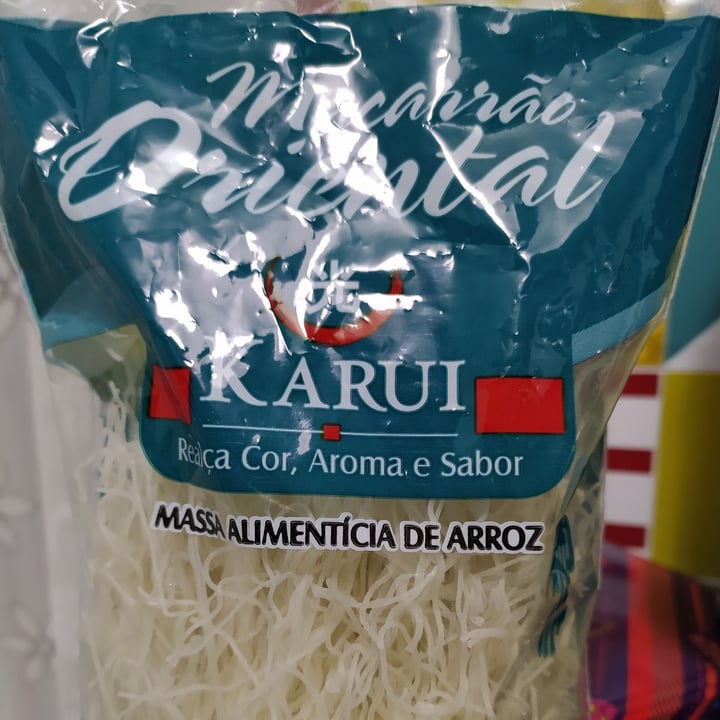 Macarrão
Oriental
KARUI
Realça Cor, Aroma e Sabor
MASSA ALIMENTÍCIA DE ARROZ